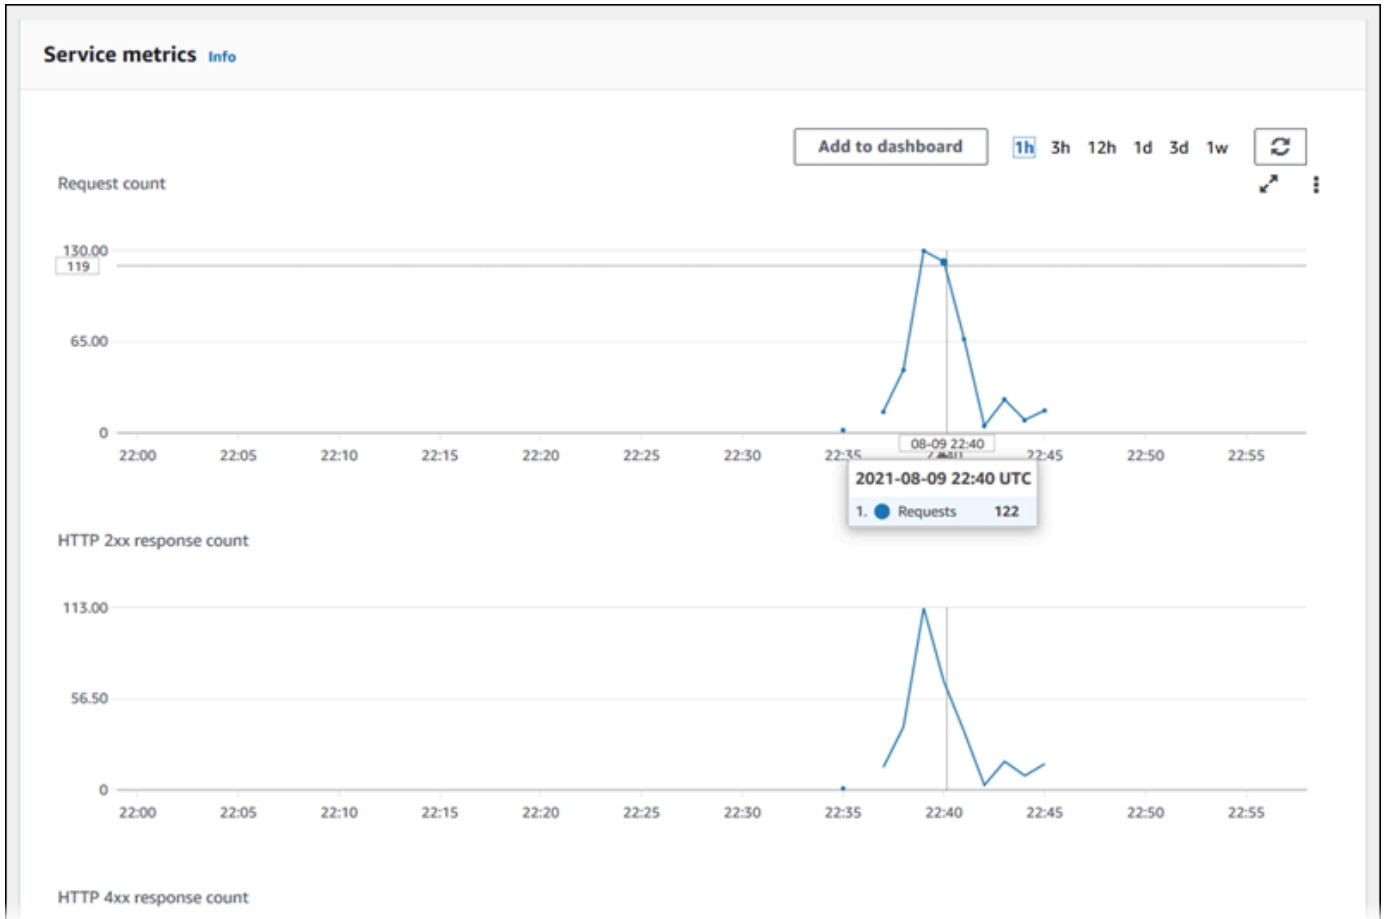 Service metrics Info
Add to dashboard 1h 3h 12h 1d 3d 1w
Request count
130.00
119
65.00
0
22:00 22:05 22:10 22:15 22:20 22:25 22:30 22:35 22:40 22:45 22:50 22:55
08-09 22:40
2021-08-09 22:40 UTC
1. Requests 122
HTTP 2xx response count
113.00
56.50
0
22:00 22:05 22:10 22:15 22:20 22:25 22:30 22:35 22:40 22:45 22:50 22:55
HTTP 4xx response count